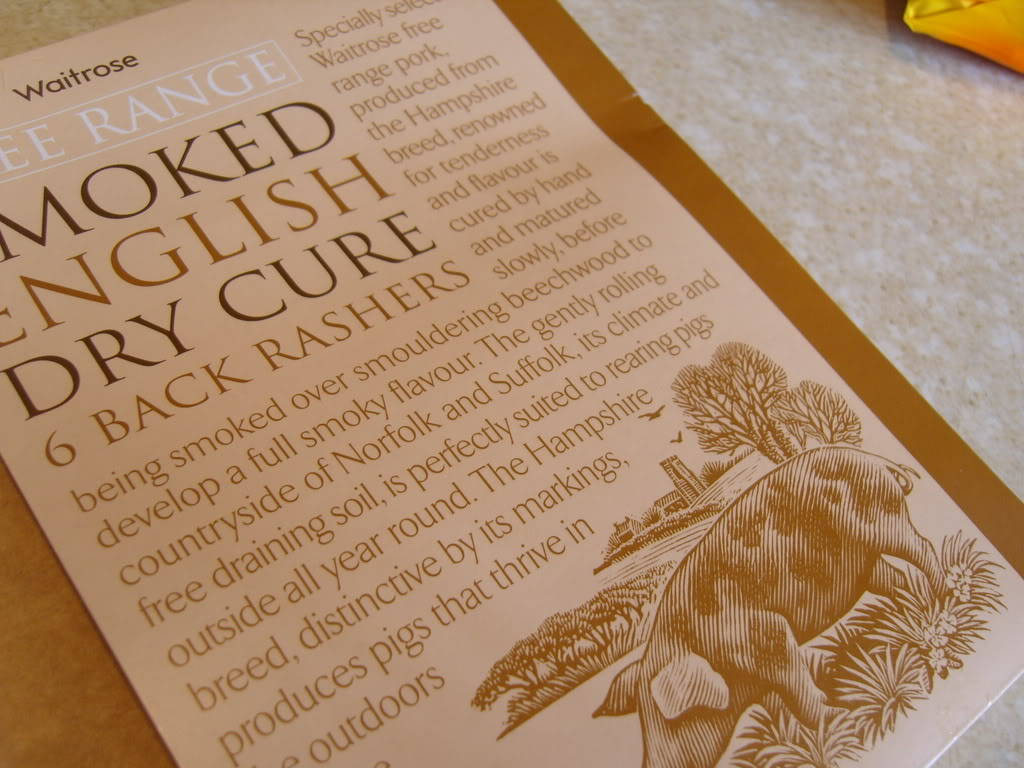 Waitrose
EE RANGE
MOKED
ENGLISH
DRY CURE
6 BACK RASHERS
Specially selec
Waitrose free
range pork,
produced from
the Hampshire
breed, renowned
for tenderness
and flavour is
cured by hand
and matured
slowly, before
being smoked over smouldering beechwood to
develop a full smoky flavour. The gently rolling
countryside of Norfolk and Suffolk, its climate and
free draining soil, is perfectly suited to rearing pigs
outside all year round. The Hampshire
breed, distinctive by its markings,
produces pigs that thrive in
outdoors